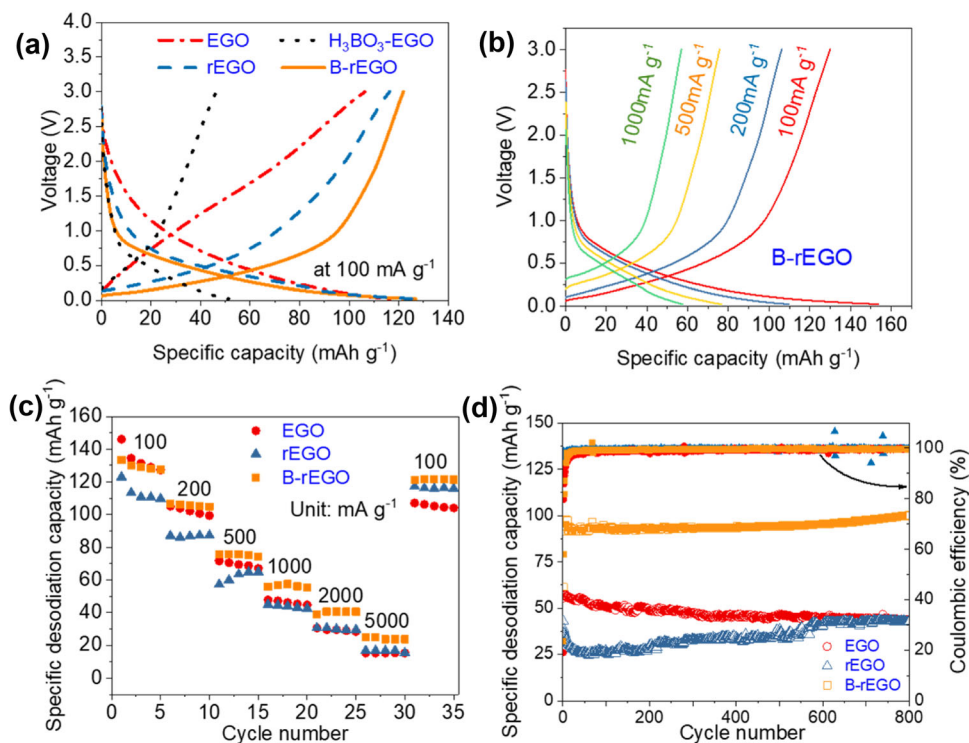 (a)
EGO
H₃BO₃-EGO
rEGO
B-rEGO
Voltage (V)
3.0
2.5
2.0
1.5
1.0
0.5
0.0
at 100 mA g⁻¹
0 20 40 60 80 100 120 140
Specific capacity (mAh g⁻¹)
(b)
Voltage (V)
3.0
2.5
2.0
1.5
1.0
0.5
0.0
1000mA g⁻¹
500mA g⁻¹
200mA g⁻¹
100mA g⁻¹
B-rEGO
0 20 40 60 80 100 120 140 160
Specific capacity (mAh g⁻¹)
(c)
Specific desodiation capacity (mAh g⁻¹)
160
140
120
100
80
60
40
20
0
100
200
500
1000
2000
5000
100
EGO
rEGO
B-rEGO
Unit: mA g⁻¹
0 5 10 15 20 25 30 35
Cycle number
(d)
Specific desodiation capacity (mAh g⁻¹)
150
125
100
75
50
25
0
EGO
rEGO
B-rEGO
0 200 400 600 800
Cycle number
100
80
60
40
20
0
Coulombic efficiency (%)